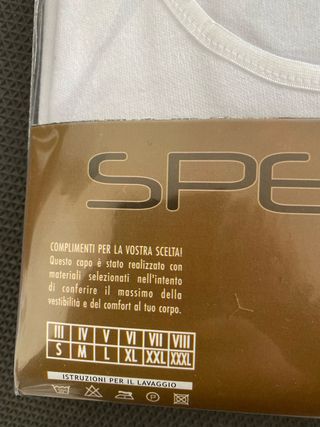 SPE
COMPLIMENTI PER LA VOSTRA SCELTA!
Questo capo è stato realizzato con
materiali selezionati nell'intento
di conferire il massimo della
vestibilità e del comfort al tuo corpo.
III IV V VI VII VIII
S M L XL XXL XXXL
ISTRUZIONI PER IL LAVAGGIO
P